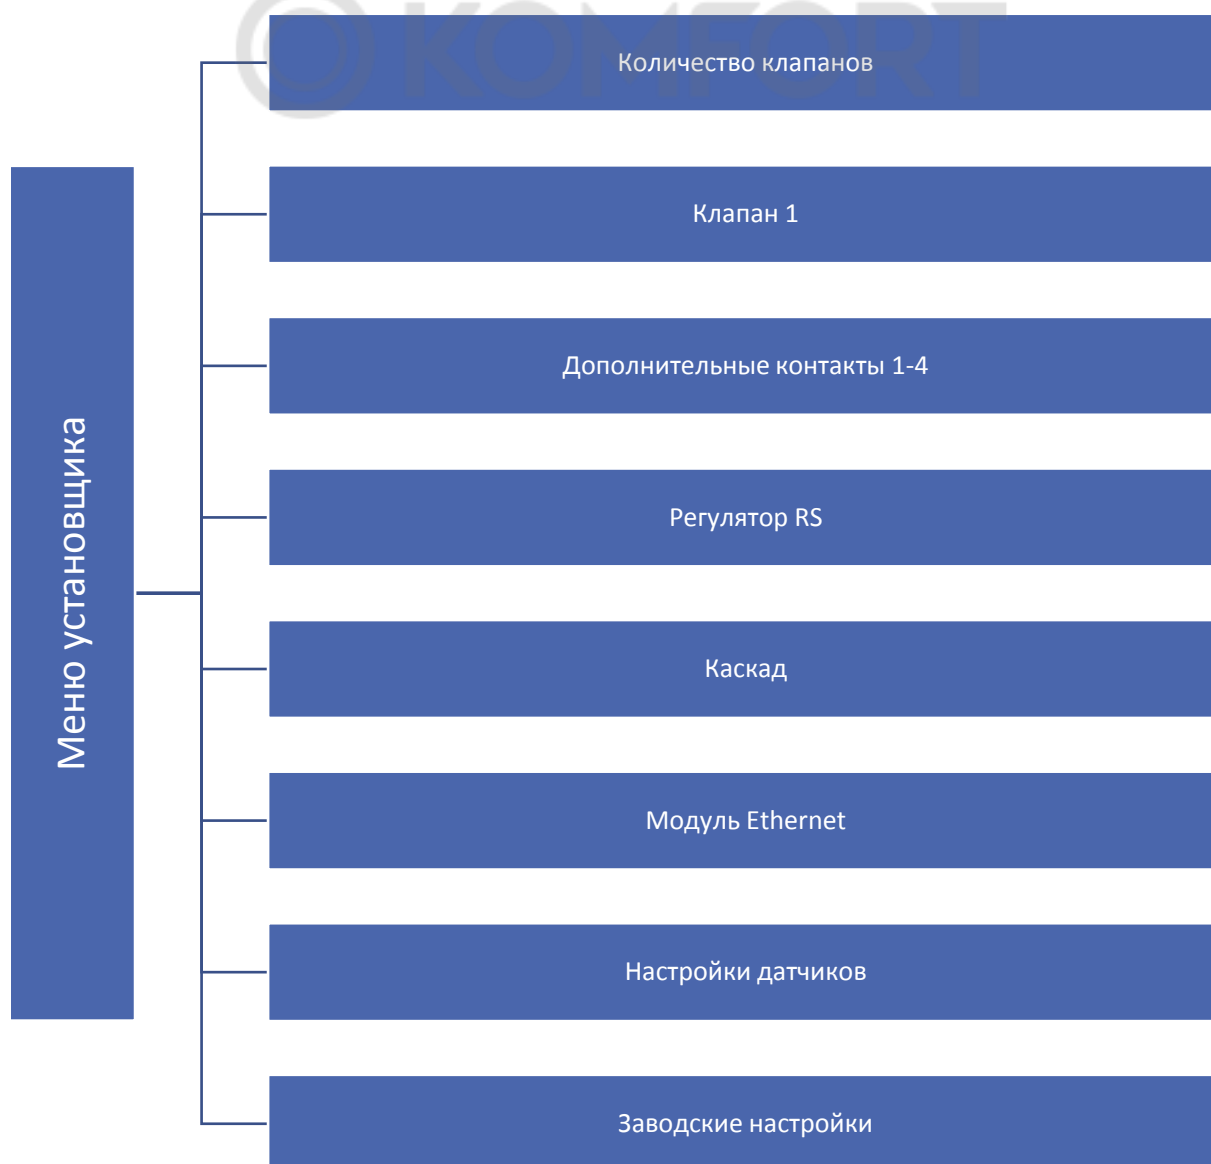 KOMFORT
Количество клапанов
Клапан 1
Дополнительные контакты 1-4
Регулятор RS
Меню установщика
Каскад
Модуль Ethernet
Настройки датчиков
Заводские настройки